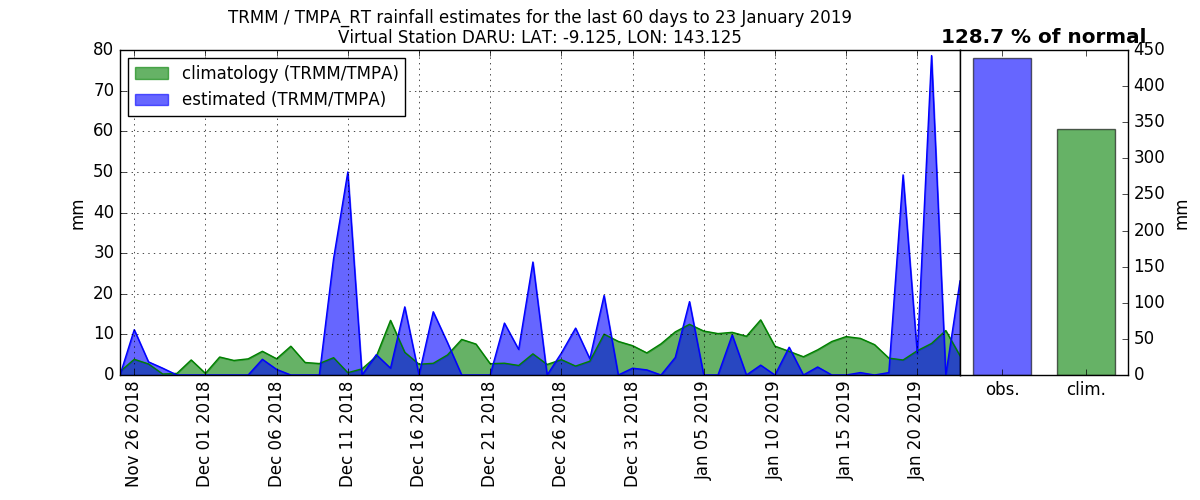 TRMM / TMPA_RT rainfall estimates for the last 60 days to 23 January 2019
Virtual Station DARU: LAT: -9.125, LON: 143.125
128.7 % of normal
climatology (TRMM/TMPA)
estimated (TRMM/TMPA)
80
70
60
50
40
30
20
10
0
mm
450
400
350
300
250
200
150
100
50
0
mm
Nov 26 2018
Dec 01 2018
Dec 06 2018
Dec 11 2018
Dec 16 2018
Dec 21 2018
Dec 26 2018
Dec 31 2018
Jan 05 2019
Jan 10 2019
Jan 15 2019
Jan 20 2019
obs.
clim.